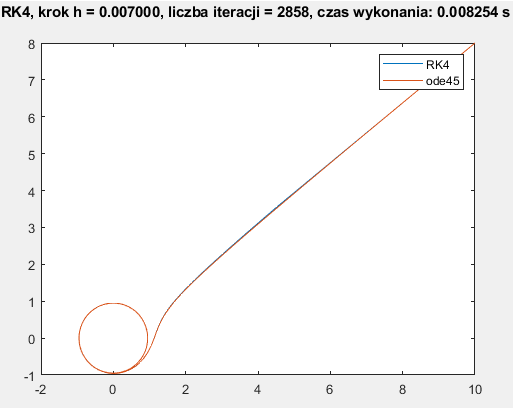 RK4, krok h = 0.007000, liczba iteracji = 2858, czas wykonania: 0.008254 s
8
7
6
5
4
3
2
1
0
-1
-2 0 2 4 6 8 10
RK4
ode45